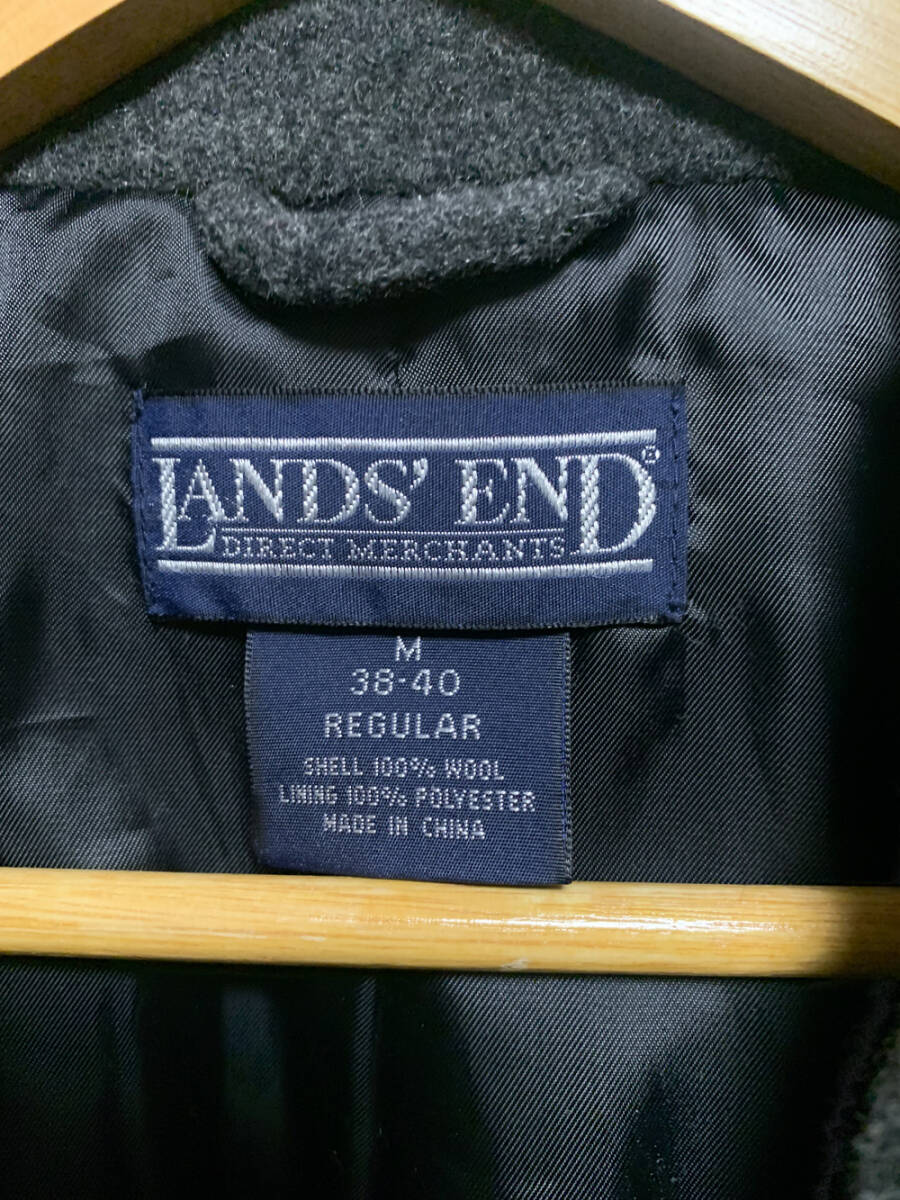 LANDS' END®
DIRECT MERCHANTS
M
38-40
REGULAR
SHELL 100% WOOL
LINING 100% POLYESTER
MADE IN CHINA